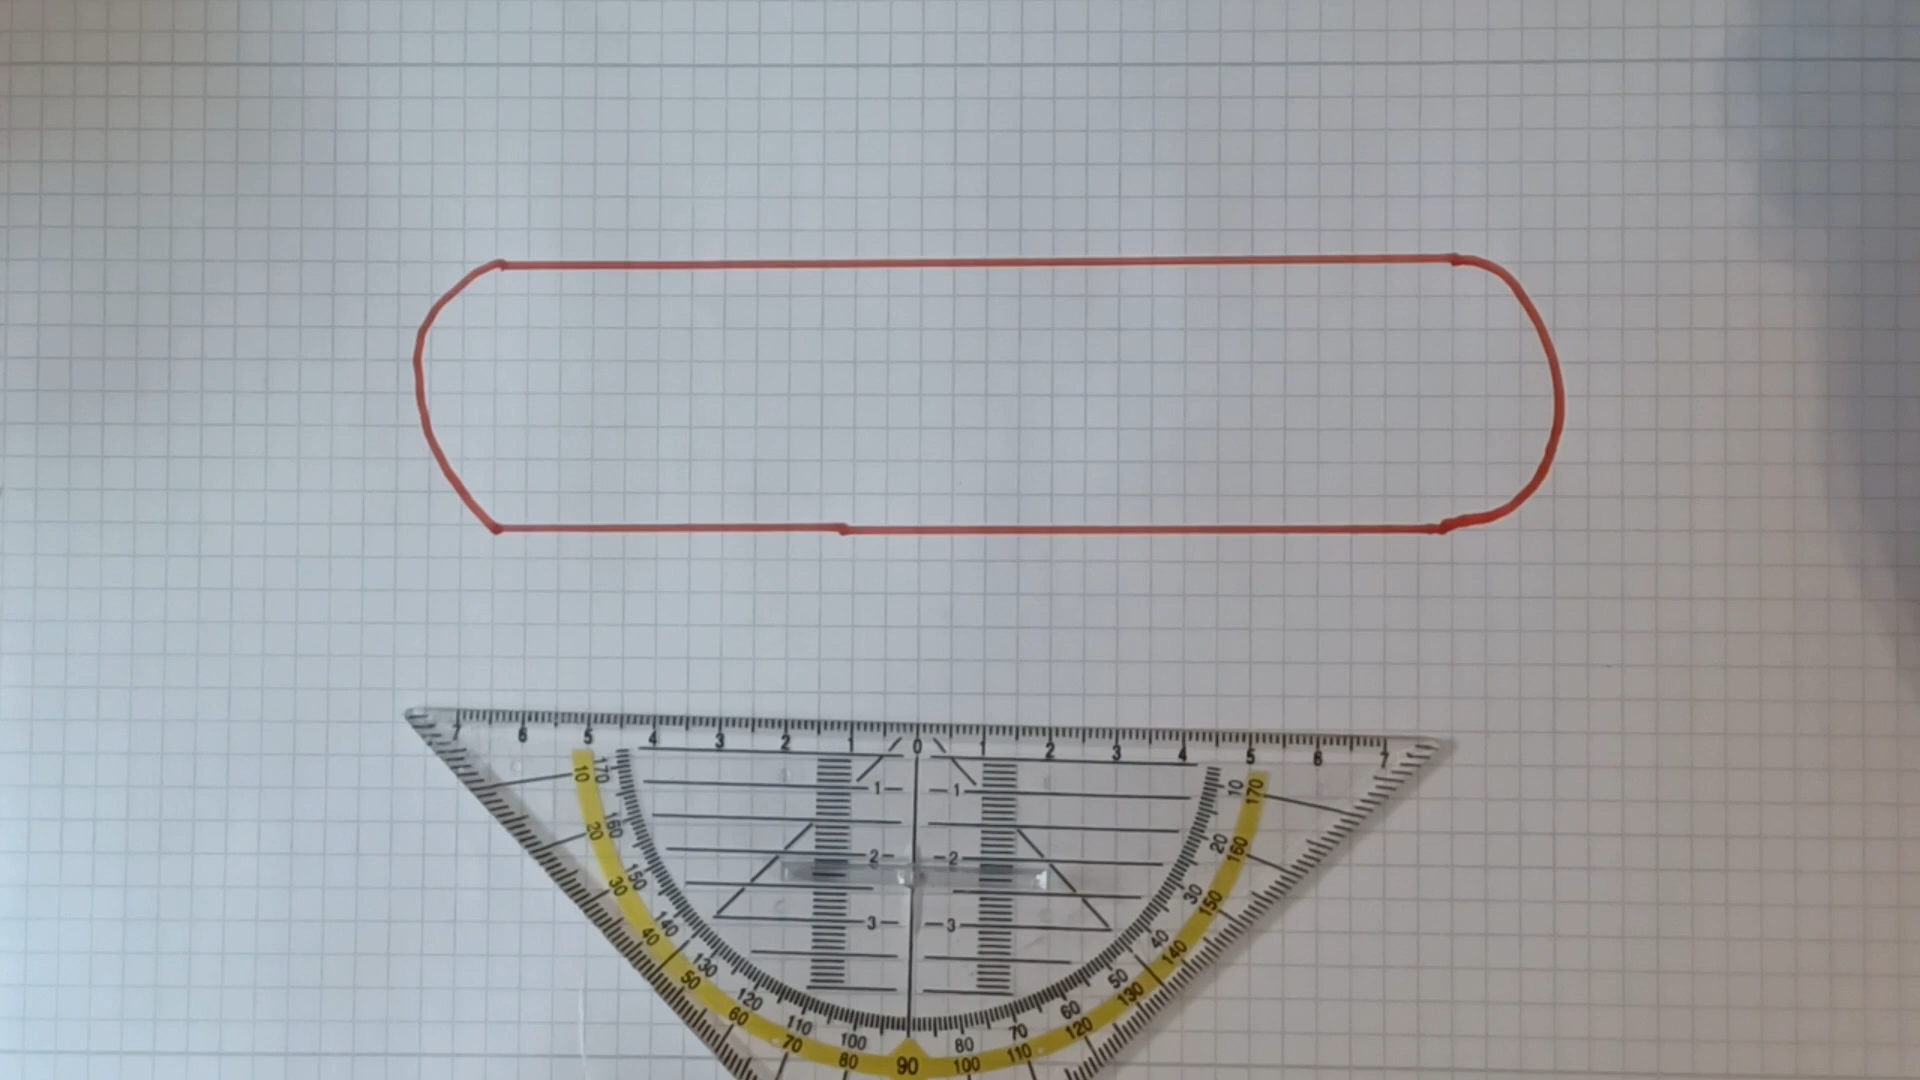 7 6 5 4 3 2 1 0 1 2 3 4 5 6 7
10 170 1 1 10 170
20 160 2 2 20 160
30 150 3 3 30 150
40 140 40 140
50 130 50 130
60 120 60 120
70 110 70 110
80 100 80 100
90